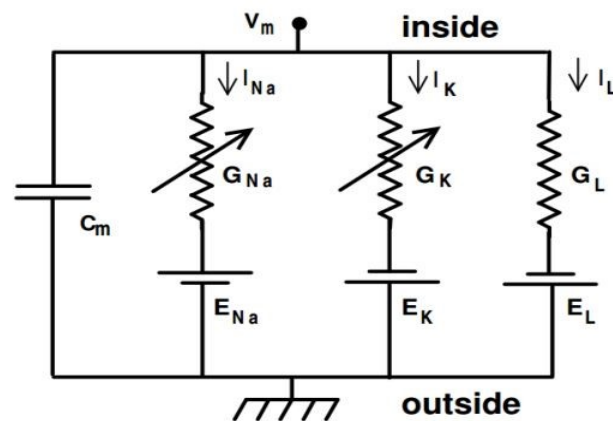 Vm inside
INa IK IL
GNa GK GL
Cm
ENa EK EL
outside